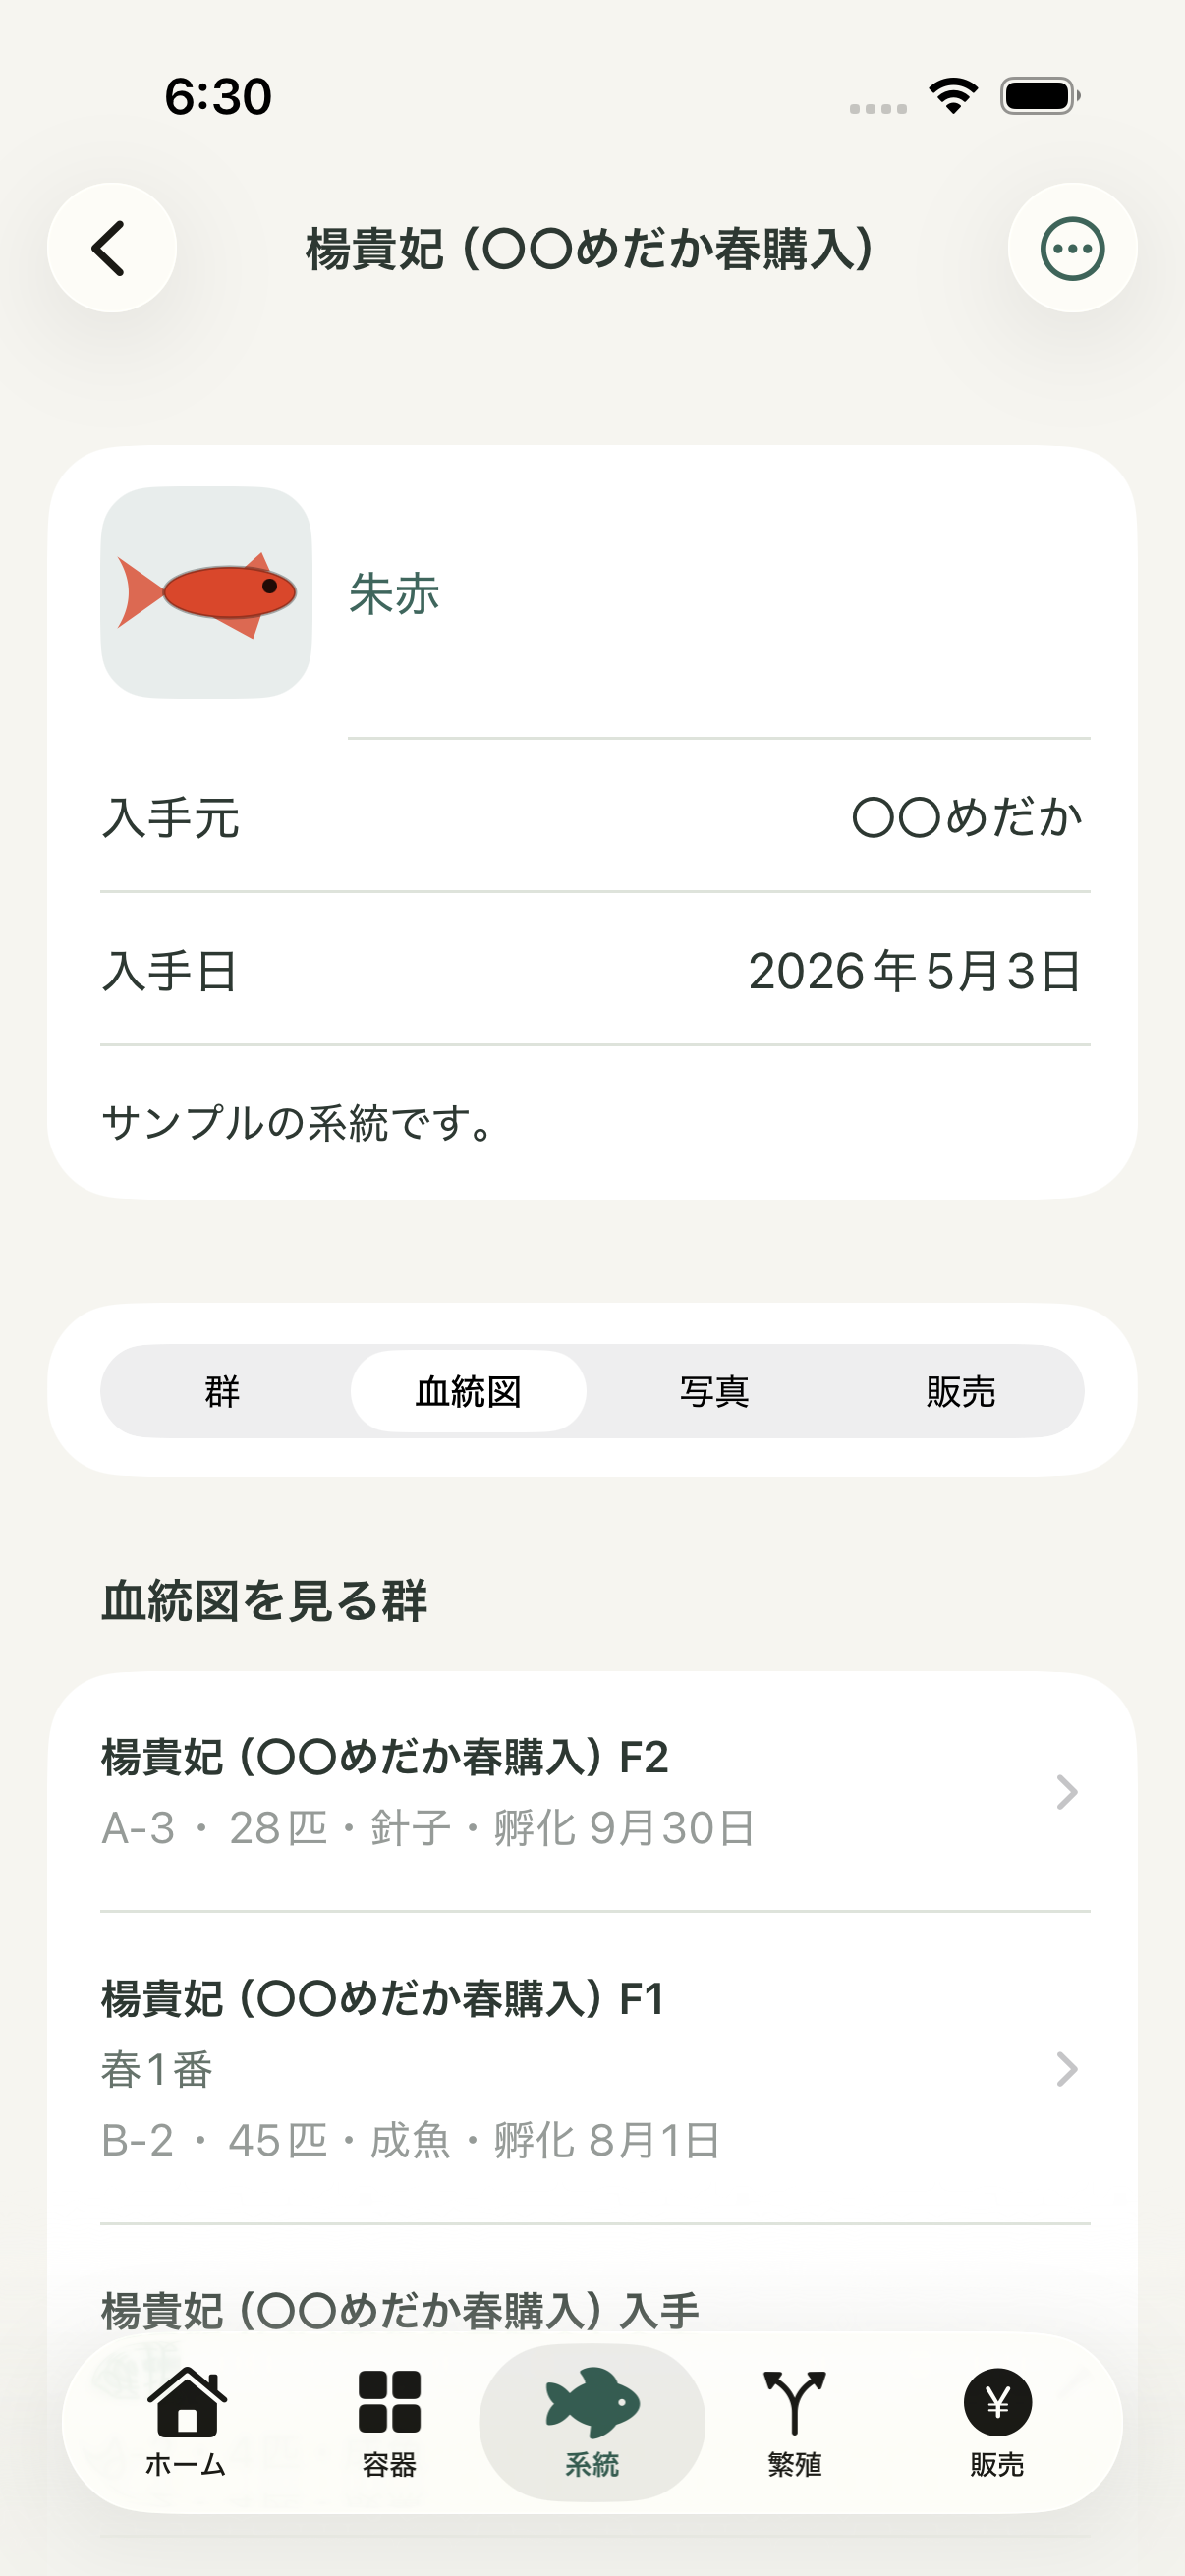 6:30
楊貴妃（〇〇めだか春購入）
朱赤
入手元 〇〇めだか
入手日 2026年5月3日
サンプルの系統です。
群 血統図 写真 販売
血統図を見る群
楊貴妃（〇〇めだか春購入）F2
A-3 ・ 28匹・針子・孵化 9月30日
楊貴妃（〇〇めだか春購入）F1
春1番
B-2 ・ 45匹・成魚・孵化 8月1日
楊貴妃（〇〇めだか春購入）入手
ホーム 容器 系統 繁殖 販売